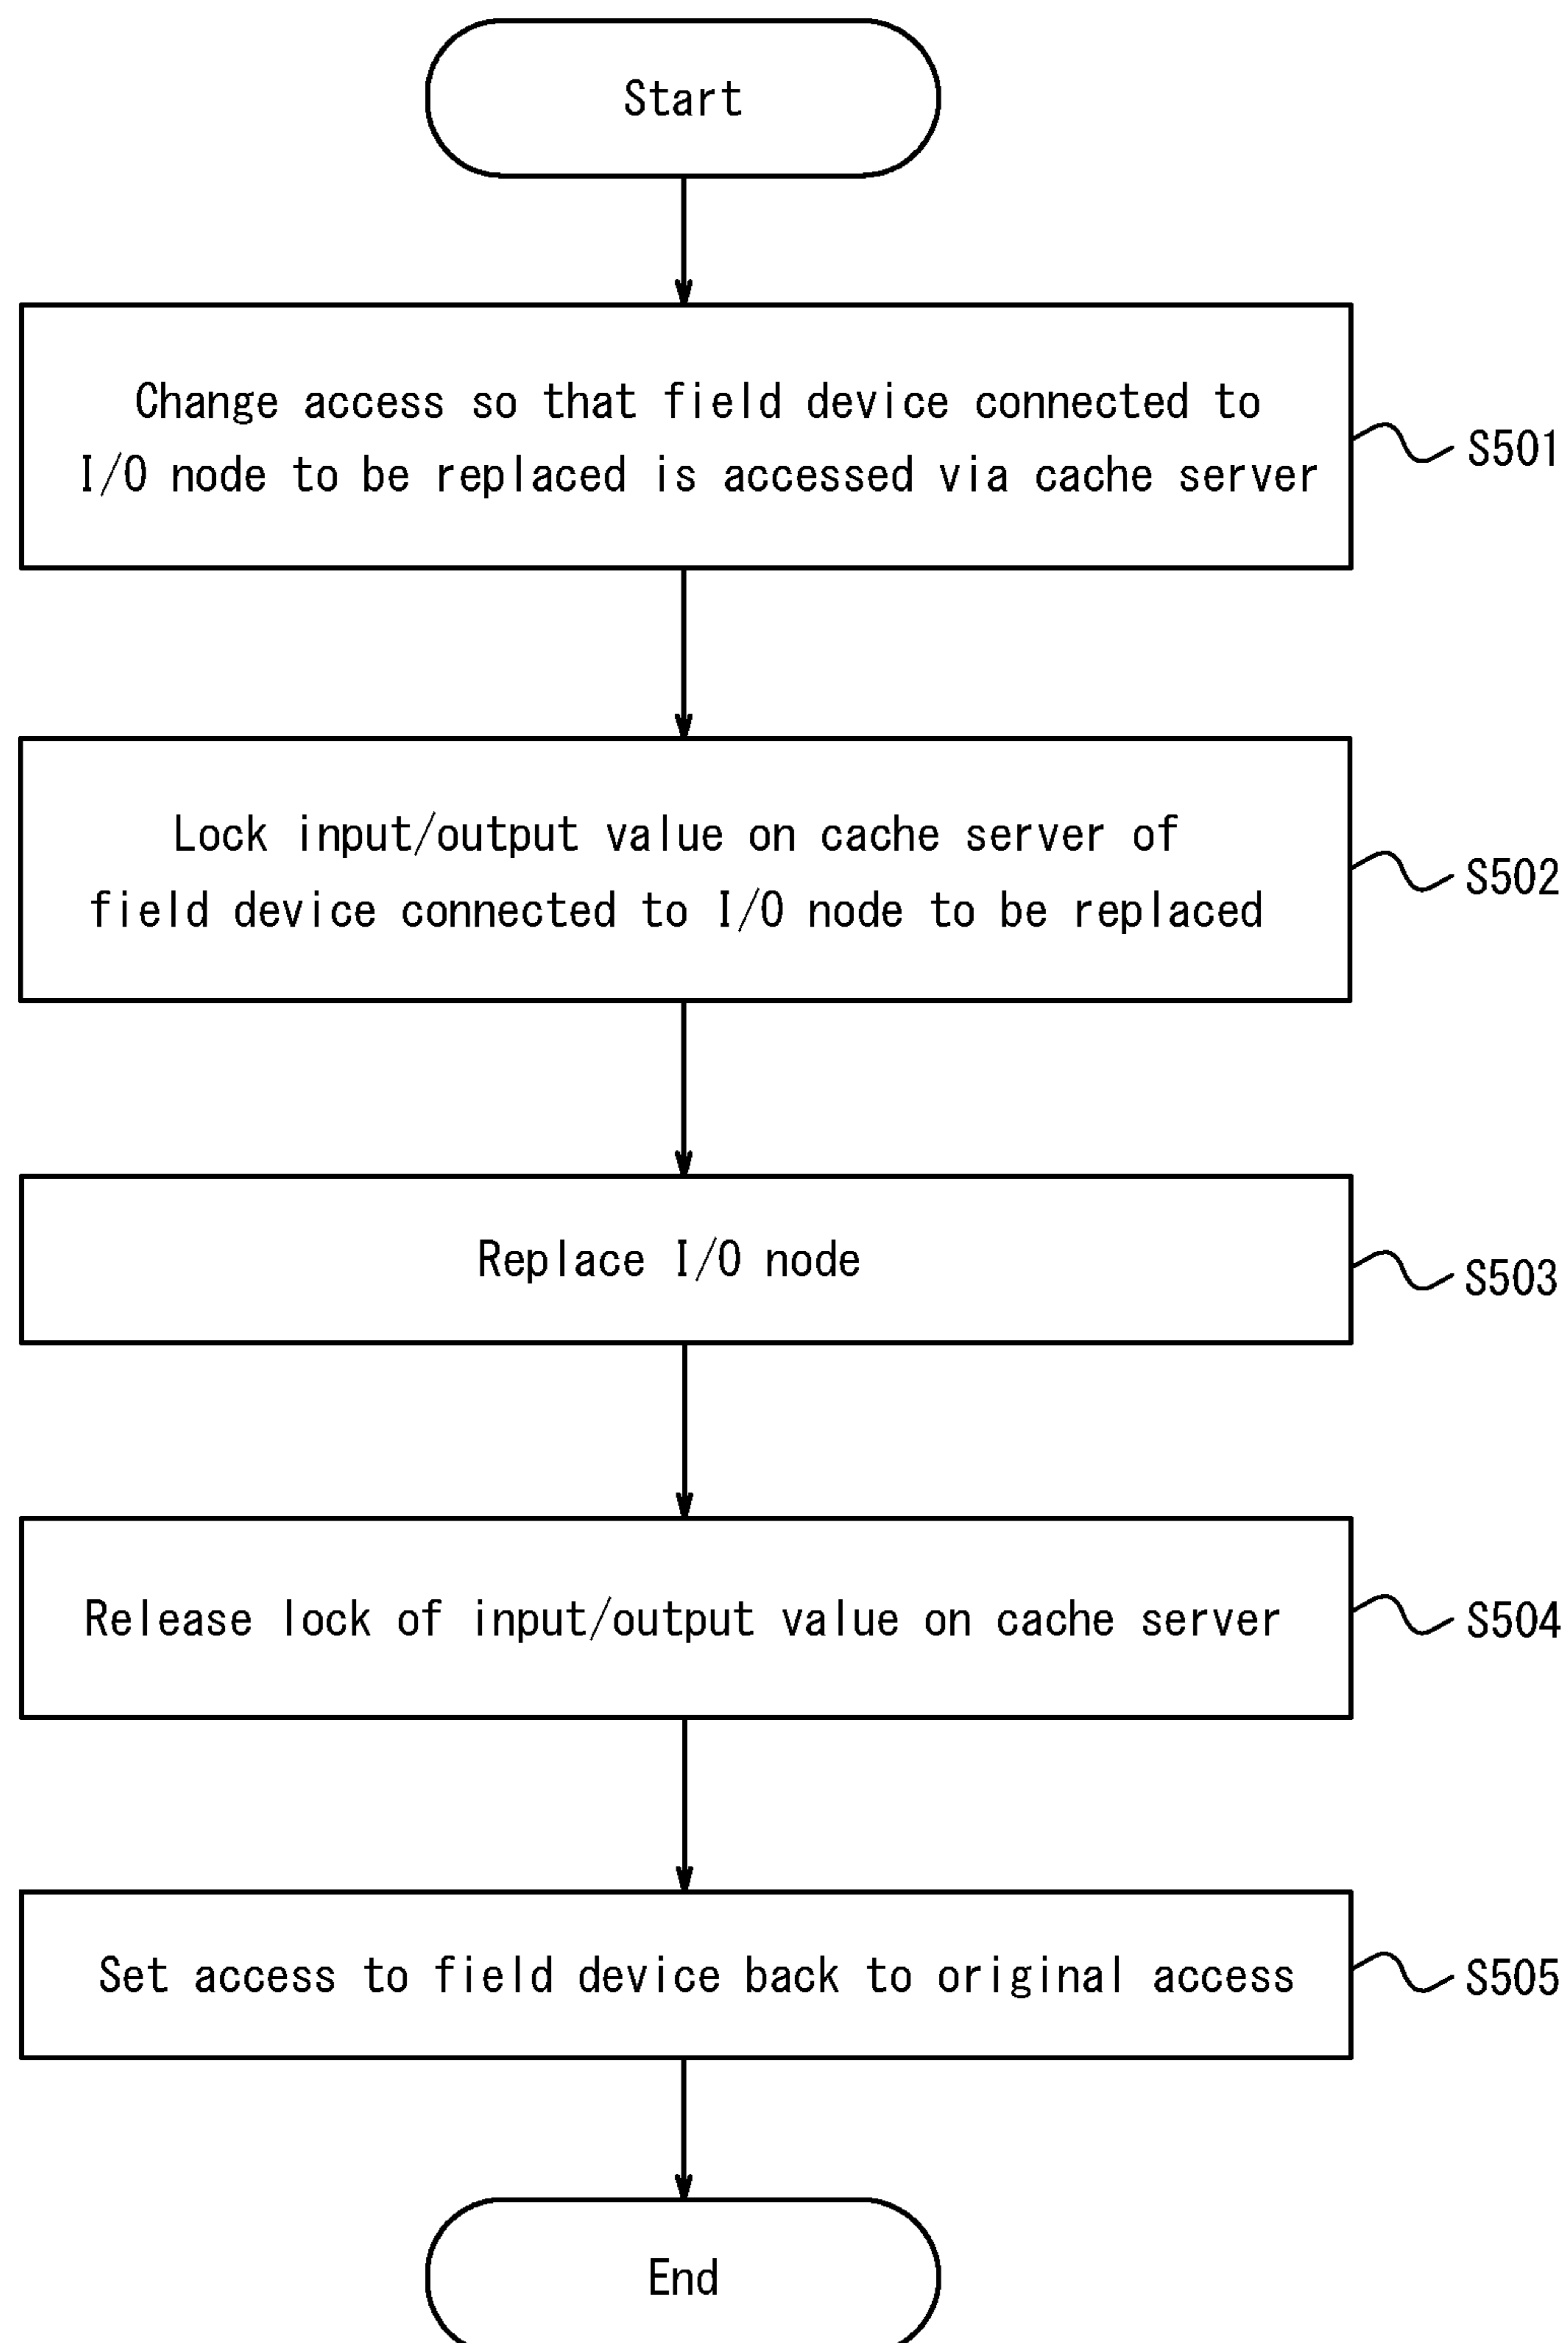 Start
Change access so that field device connected to
I/O node to be replaced is accessed via cache server
S501
Lock input/output value on cache server of
field device connected to I/O node to be replaced
S502
Replace I/O node
S503
Release lock of input/output value on cache server
S504
Set access to field device back to original access
S505
End